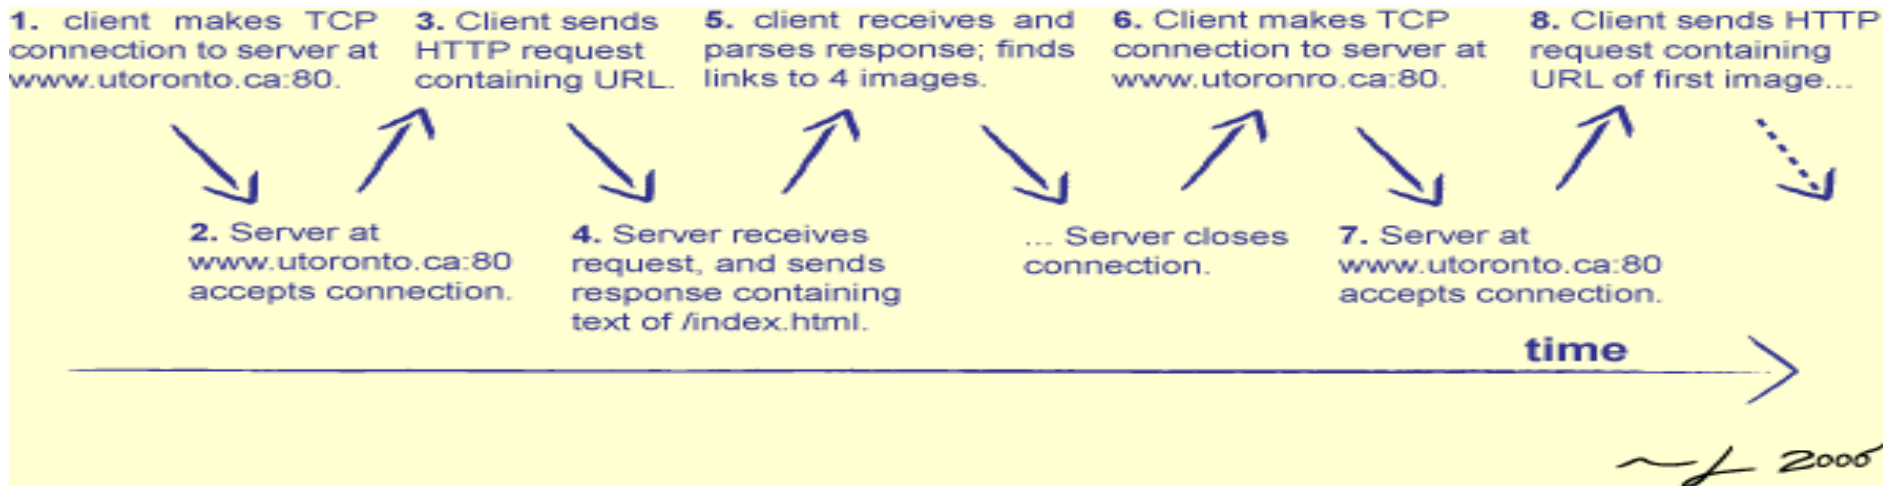 1. client makes TCP
connection to server at
www.utoronto.ca:80.
2. Server at
www.utoronto.ca:80
accepts connection.
3. Client sends
HTTP request
containing URL.
4. Server receives
request, and sends
response containing
text of /index.html.
5. client receives and
parses response; finds
links to 4 images.
... Server closes
connection.
6. Client makes TCP
connection to server at
www.utoronro.ca:80.
7. Server at
www.utoronto.ca:80
accepts connection.
8. Client sends HTTP
request containing
URL of first image...
time
2000